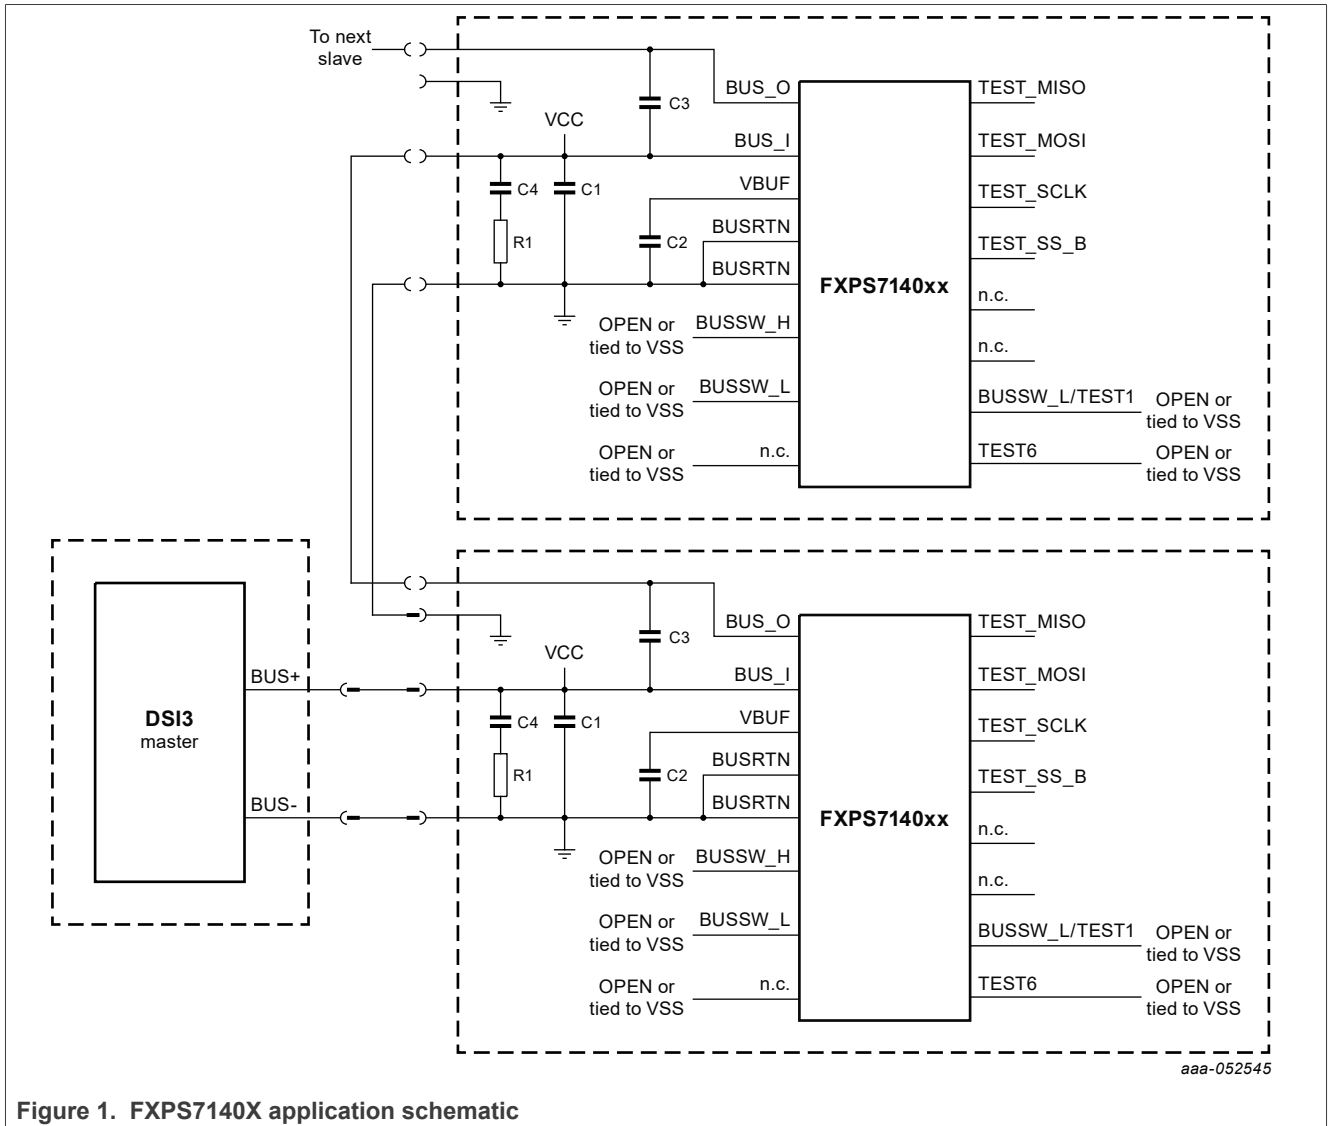 To next
slave
BUS_O
TEST_MISO
C3
VCC
BUS_I
TEST_MOSI
C4
C1
VBUF
TEST_SCLK
R1
C2
BUSRTN
TEST_SS_B
BUSRTN
FXPS7140xx
n.c.
OPEN or
tied to VSS
BUSSW_H
n.c.
OPEN or
tied to VSS
BUSSW_L
BUSSW_L/TEST1
OPEN or
tied to VSS
OPEN or
tied to VSS
n.c.
TEST6
OPEN or
tied to VSS
BUS_O
TEST_MISO
C3
VCC
BUS_I
TEST_MOSI
BUS+
DSI3
master
C4
C1
VBUF
TEST_SCLK
R1
C2
BUSRTN
TEST_SS_B
BUS-
BUSRTN
FXPS7140xx
n.c.
OPEN or
tied to VSS
BUSSW_H
n.c.
OPEN or
tied to VSS
BUSSW_L
BUSSW_L/TEST1
OPEN or
tied to VSS
OPEN or
tied to VSS
n.c.
TEST6
OPEN or
tied to VSS
aaa-052545
Figure 1. FXPS7140X application schematic